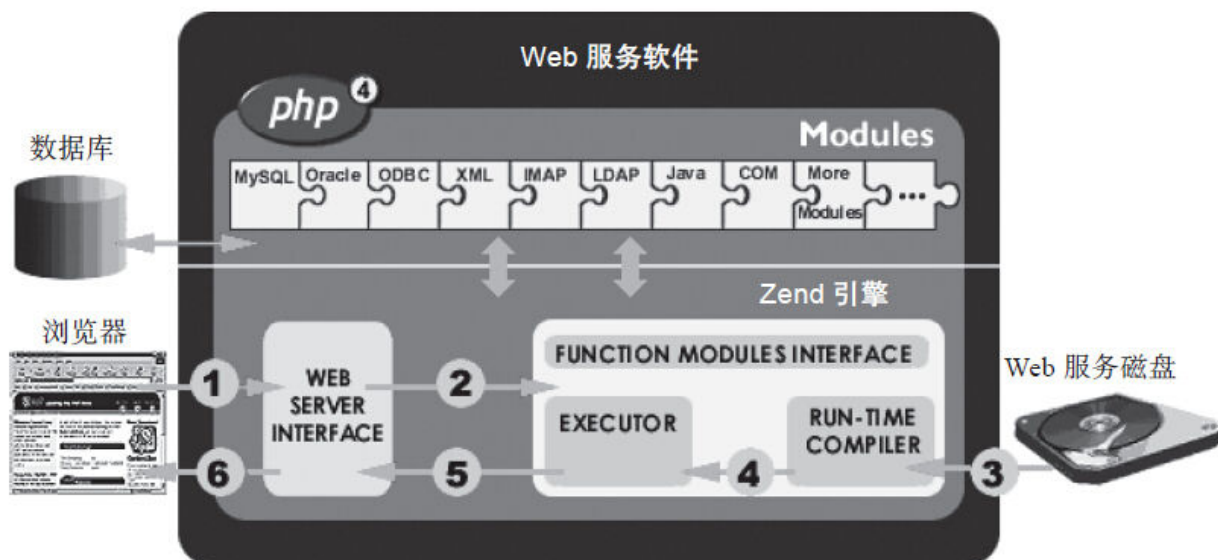 Web 服务软件
php 4
Modules
数据库
MySQL Oracle ODBC XML IMAP LDAP Java COM More Modules ...
Zend 引擎
浏览器
FUNCTION MODULES INTERFACE
Web 服务磁盘
1
WEB
SERVER
INTERFACE
2
EXECUTOR
RUN-TIME
COMPILER
6
5
4
3